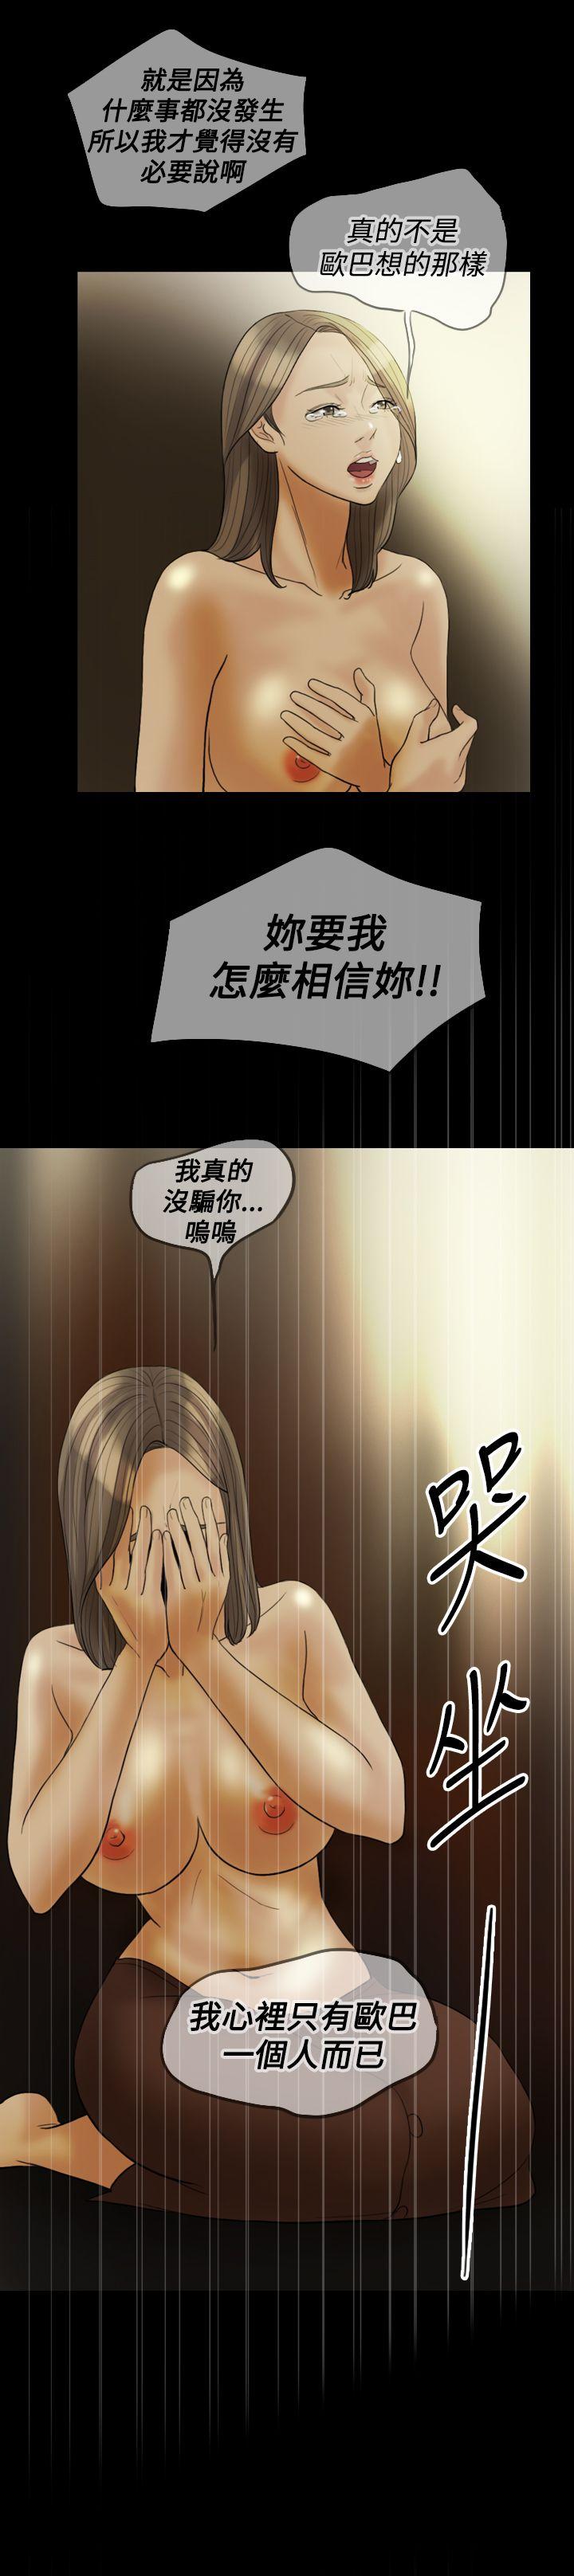 就是因為
什麼事都沒發生
所以我才覺得沒有
必要說啊
真的不是
歐巴想的那樣
妳要我
怎麼相信妳!!
我真的
沒騙你...
嗚嗚
哭
坐
我心裡只有歐巴
一個人而已